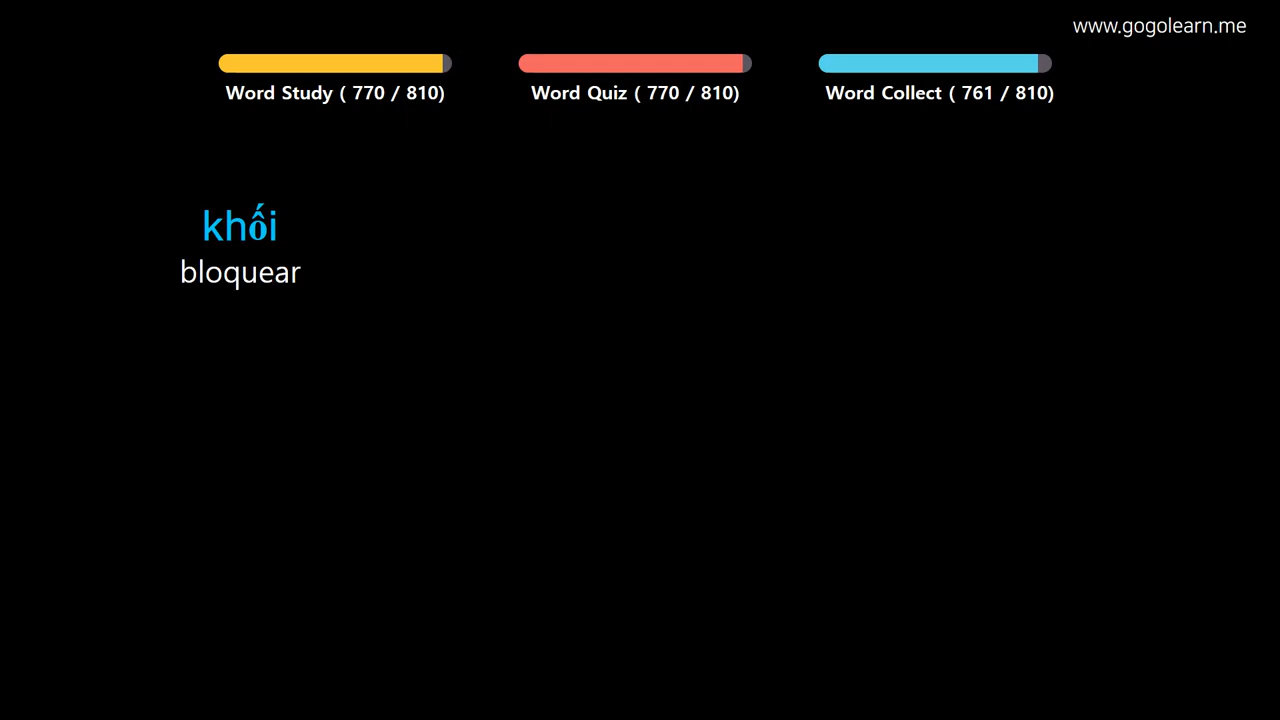 www.gogolearn.me
Word Study ( 770 / 810)
Word Quiz ( 770 / 810)
Word Collect ( 761 / 810)
khối
bloquear